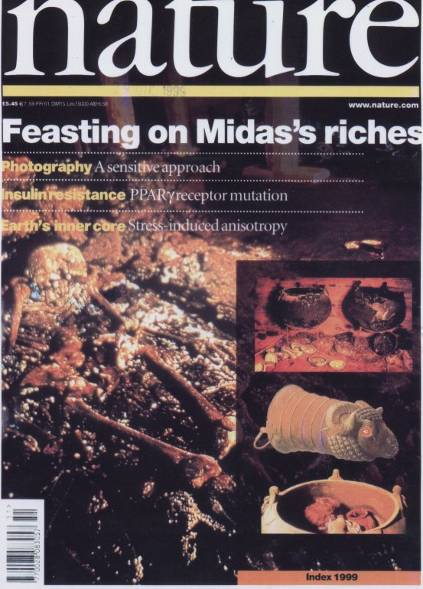 nature
1999
www.nature.com
Feasting on Midas's riches
Photography A sensitive approach
Insulin resistance PPARγ receptor mutation
Earth's inner core Stress-induced anisotropy
Index 1999